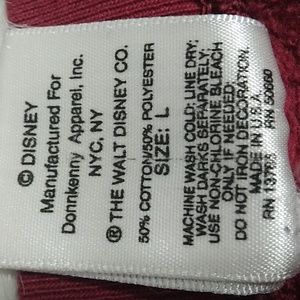 © DISNEY
Manufactured For
Donnkenny Apparel, Inc.
NYC, NY
® THE WALT DISNEY CO.
50% COTTON/50% POLYESTER
SIZE: L
MACHINE WASH COLD; LINE DRY;
WASH DARKS SEPARATELY;
USE NON-CHLORINE BLEACH
ONLY IF NEEDED.
DO NOT IRON DECORATION.
MADE IN U.S.A.
RN 13765 RN 50660